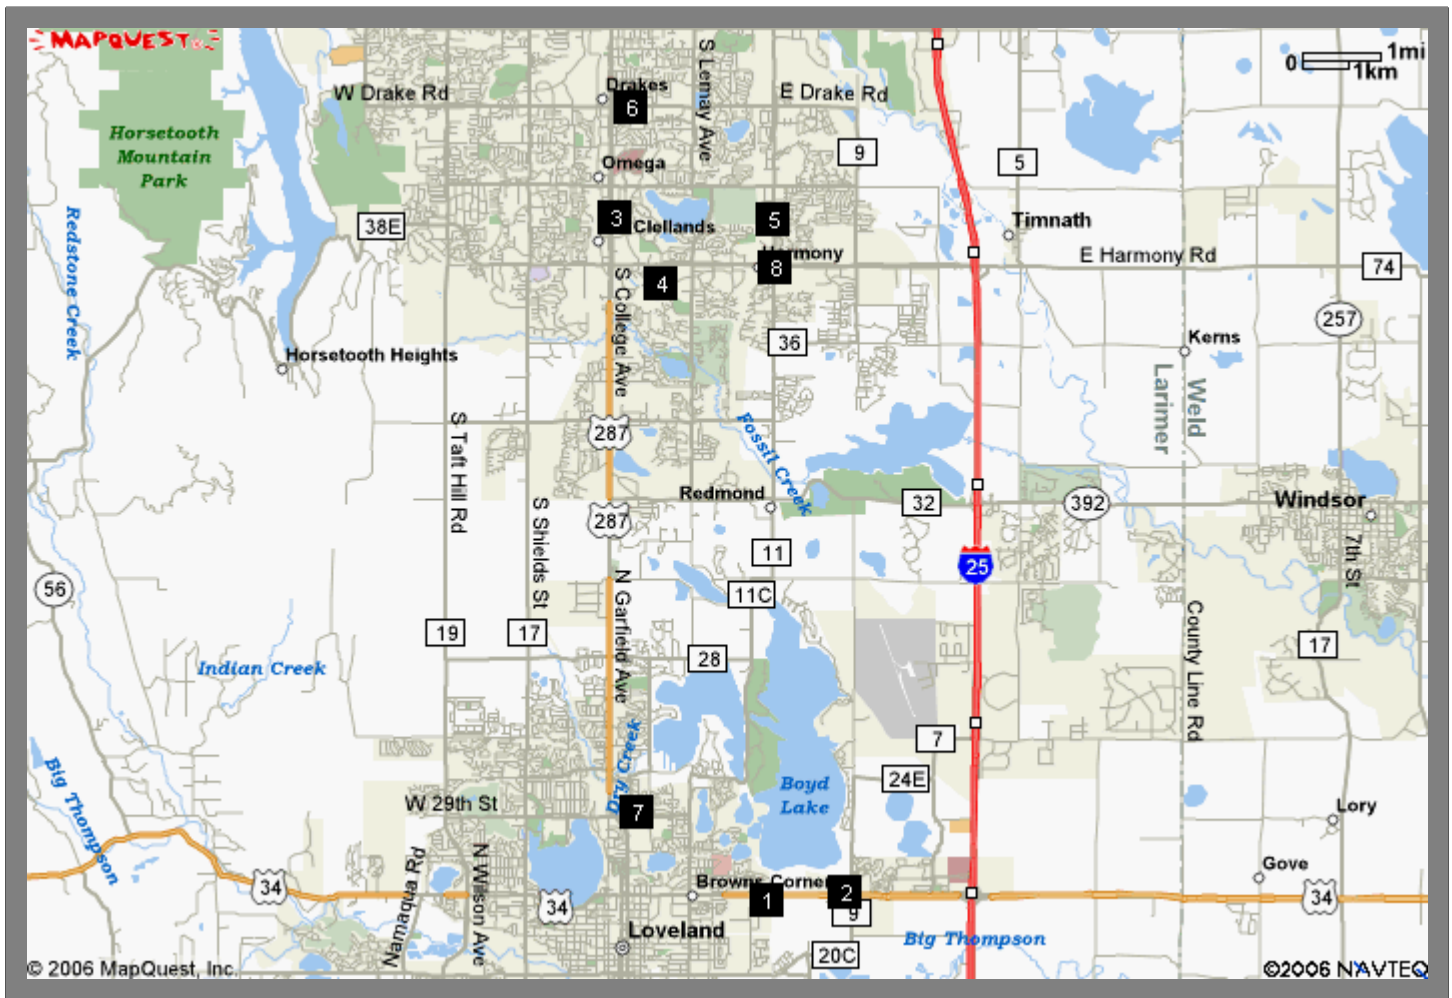 MAPQUEST
0 1mi
1km
Drakes
W Drake Rd
E Drake Rd
S Lemay Ave
6
Horsetooth
Mountain
Park
9
5
Omega
38E
3
Clellands
5
Timnath
Redstone Creek
8
E Harmony Rd
74
4
S College Ave
257
36
Kerns
Horsetooth Heights
Larimer
Weld
S Taft Hill Rd
287
Fossil Creek
Redmond
32
392
Windsor
287
S Shields St
7th St
11
25
56
11C
N Garfield Ave
County Line Rd
19
17
28
17
Indian Creek
Dry Creek
7
24E
Boyd
Lake
Big Thompson
W 29th St
7
Lory
Namaqua Rd
N Wilson Ave
34
34
Browns Corner
1
2
9
Gove
34
Loveland
20C
Big Thompson
© 2006 MapQuest, Inc.
©2006 NAVTEQ